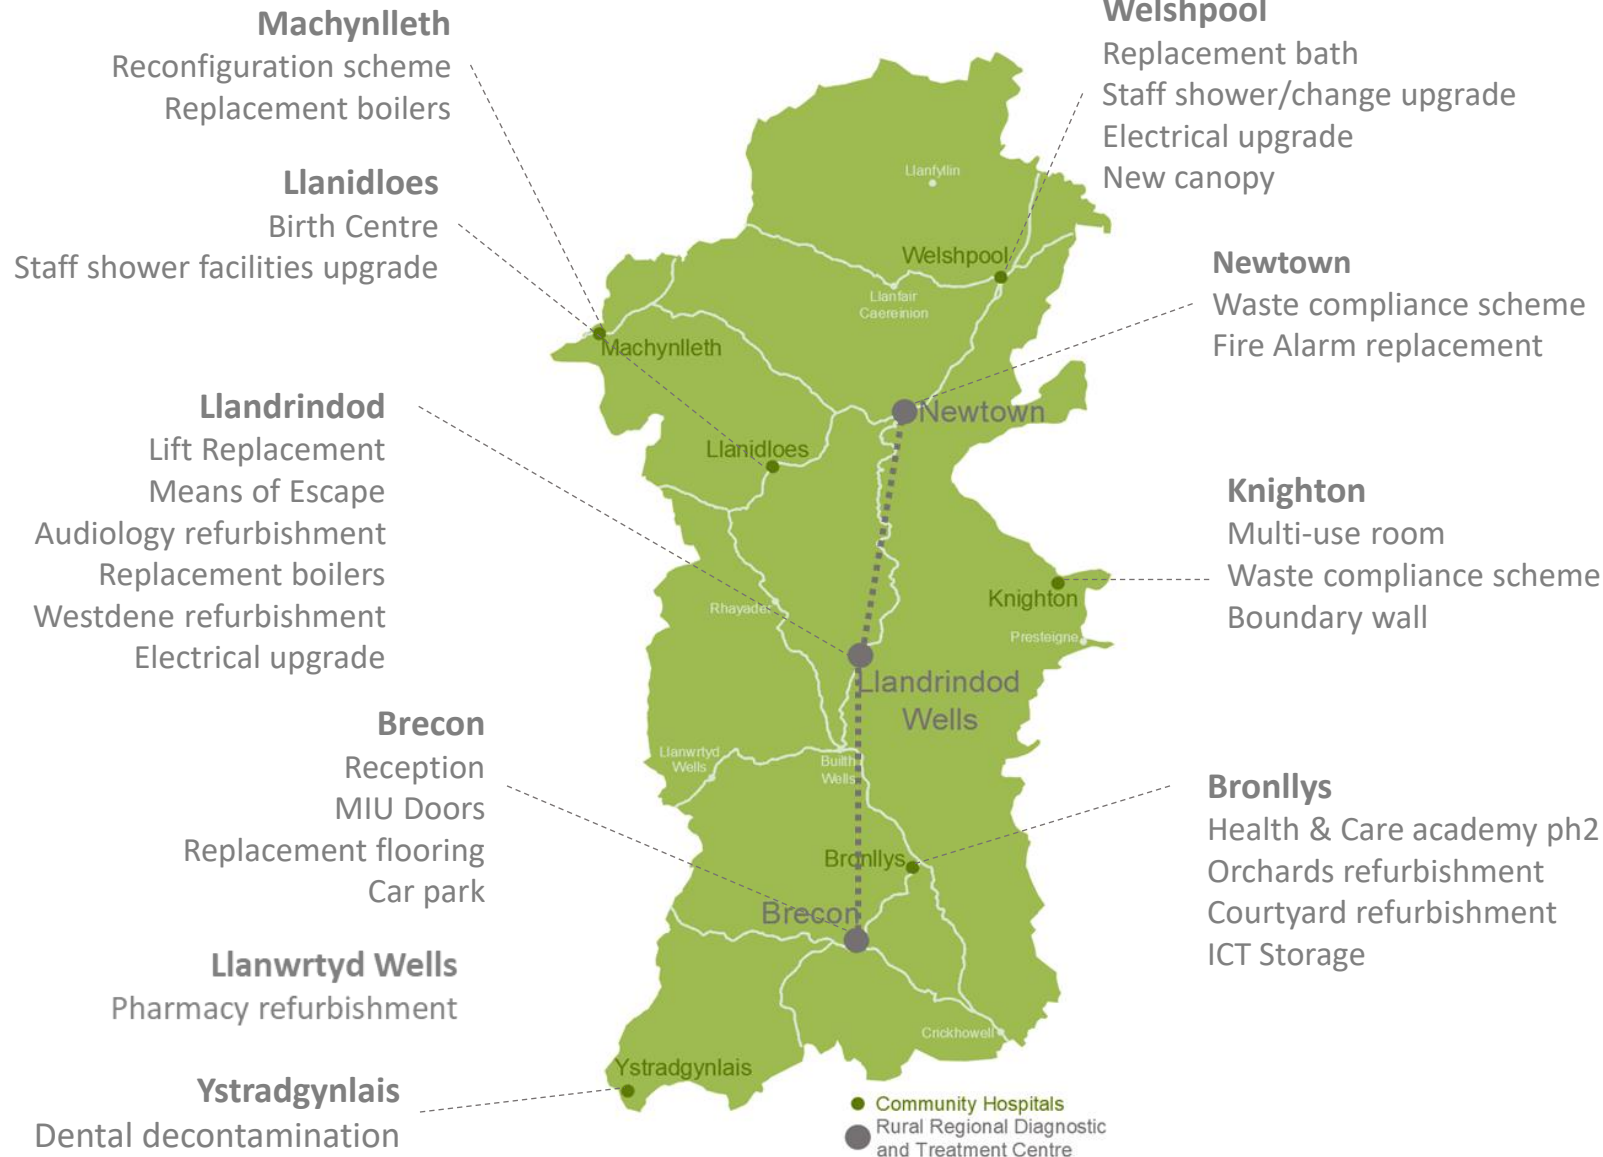 Machynlleth
Reconfiguration scheme
Replacement boilers
Llanidloes
Birth Centre
Staff shower facilities upgrade
Llandrindod
Lift Replacement
Means of Escape
Audiology refurbishment
Replacement boilers
Westdene refurbishment
Electrical upgrade
Brecon
Reception
MIU Doors
Replacement flooring
Car park
Llanwrtyd Wells
Pharmacy refurbishment
Ystradgynlais
Dental decontamination
Welshpool
Replacement bath
Staff shower/change upgrade
Electrical upgrade
New canopy
Newtown
Waste compliance scheme
Fire Alarm replacement
Knighton
Multi-use room
Waste compliance scheme
Boundary wall
Bronllys
Health & Care academy ph2
Orchards refurbishment
Courtyard refurbishment
ICT Storage
Llanfyllin
Welshpool
Llanfair
Caereinion
Machynlleth
Newtown
Llanidloes
Knighton
Rhayader
Presteigne
Llandrindod
Wells
Llanwrtyd
Wells
Builth
Wells
Bronllys
Brecon
Crickhowell
Ystradgynlais
Community Hospitals
Rural Regional Diagnostic
and Treatment Centre